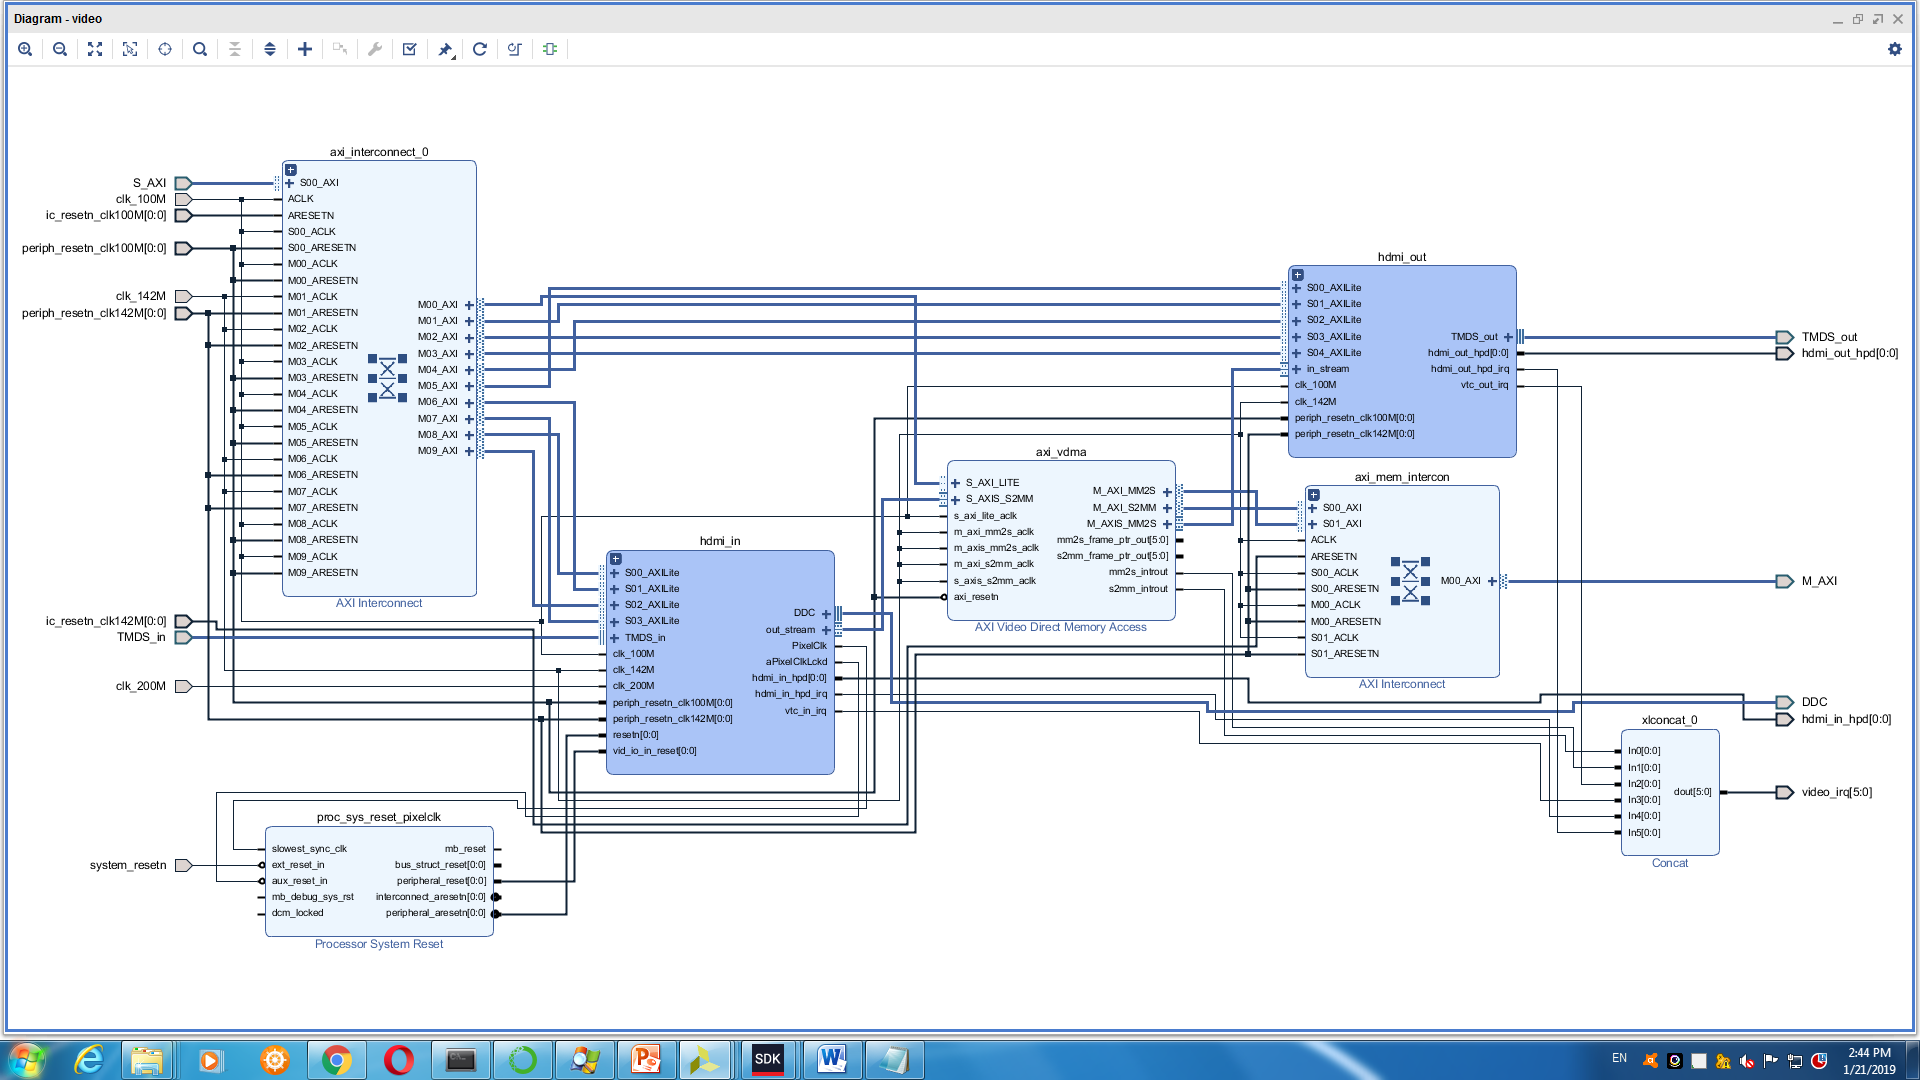 Diagram - video
axi_interconnect_0
S_AXI
clk_100M
ic_resetn_clk100M[0:0]
periph_resetn_clk100M[0:0]
clk_142M
periph_resetn_clk142M[0:0]
S00_AXI
ACLK
ARESETN
S00_ACLK
S00_ARESETN
M00_ACLK
M00_ARESETN
M01_ACLK
M01_ARESETN
M02_ACLK
M02_ARESETN
M03_ACLK
M03_ARESETN
M04_ACLK
M04_ARESETN
M05_ACLK
M05_ARESETN
M06_ACLK
M06_ARESETN
M07_ACLK
M07_ARESETN
M08_ACLK
M08_ARESETN
M09_ACLK
M09_ARESETN
M00_AXI
M01_AXI
M02_AXI
M03_AXI
M04_AXI
M05_AXI
M06_AXI
M07_AXI
M08_AXI
M09_AXI
AXI Interconnect
ic_resetn_clk142M[0:0]
TMDS_in
clk_200M
hdmi_in
S00_AXILite
S01_AXILite
S02_AXILite
S03_AXILite
TMDS_in
clk_100M
clk_142M
clk_200M
periph_resetn_clk100M[0:0]
periph_resetn_clk142M[0:0]
resetn[0:0]
vid_io_in_reset[0:0]
DDC
out_stream
PixelClk
aPixelClkLckd
hdmi_in_hpd[0:0]
hdmi_in_hpd_irq
vtc_in_irq
system_resetn
proc_sys_reset_pixelclk
slowest_sync_clk
ext_reset_in
aux_reset_in
mb_debug_sys_rst
dcm_locked
mb_reset
bus_struct_reset[0:0]
peripheral_reset[0:0]
interconnect_aresetn[0:0]
peripheral_aresetn[0:0]
Processor System Reset
axi_vdma
S_AXI_LITE
S_AXIS_S2MM
s_axi_lite_aclk
m_axi_mm2s_aclk
m_axis_mm2s_aclk
m_axi_s2mm_aclk
s_axis_s2mm_aclk
axi_resetn
M_AXI_MM2S
M_AXI_S2MM
M_AXIS_MM2S
mm2s_frame_ptr_out[5:0]
s2mm_frame_ptr_out[5:0]
mm2s_introut
s2mm_introut
AXI Video Direct Memory Access
hdmi_out
S00_AXILite
S01_AXILite
S02_AXILite
S03_AXILite
S04_AXILite
in_stream
clk_100M
clk_142M
periph_resetn_clk100M[0:0]
periph_resetn_clk142M[0:0]
TMDS_out
hdmi_out_hpd[0:0]
hdmi_out_hpd_irq
vtc_out_irq
axi_mem_intercon
S00_AXI
S01_AXI
ACLK
ARESETN
S00_ACLK
S00_ARESETN
M00_ACLK
M00_ARESETN
S01_ACLK
S01_ARESETN
M00_AXI
AXI Interconnect
xlconcat_0
In0[0:0]
In1[0:0]
In2[0:0]
In3[0:0]
In4[0:0]
In5[0:0]
dout[5:0]
Concat
TMDS_out
hdmi_out_hpd[0:0]
M_AXI
DDC
hdmi_in_hpd[0:0]
video_irq[5:0]
SDK
EN
2:44 PM
1/21/2019